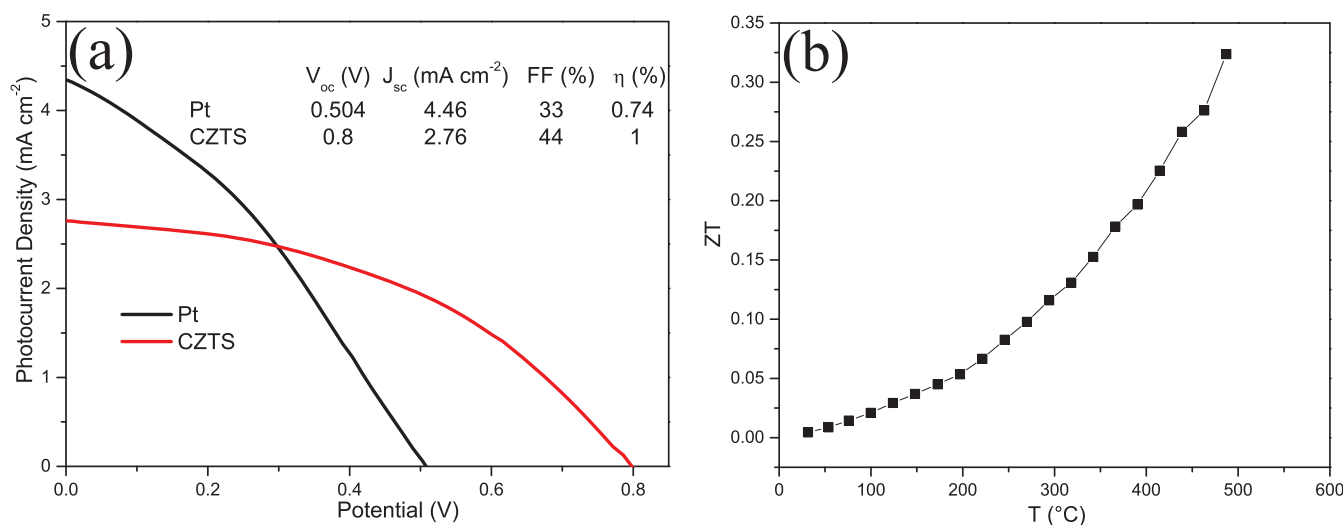 (a)
V_oc (V) J_sc (mA cm⁻²) FF (%) η (%)
Pt 0.504 4.46 33 0.74
CZTS 0.8 2.76 44 1
Pt
CZTS
5
4
3
2
1
0
Photocurrent Density (mA cm⁻²)
0.0 0.2 0.4 0.6 0.8
Potential (V)
(b)
0.35
0.30
0.25
0.20
0.15
0.10
0.05
0.00
ZT
0 100 200 300 400 500 600
T (°C)